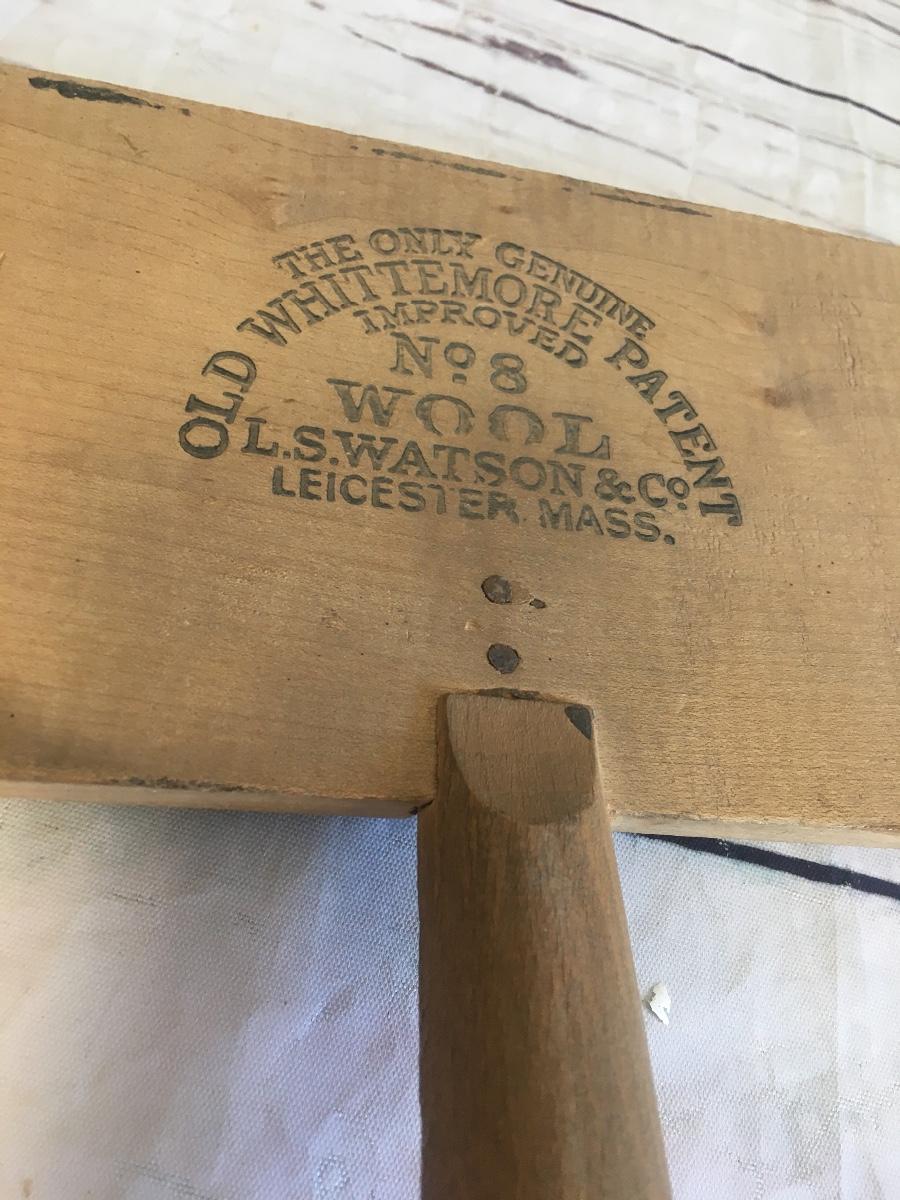 THE ONLY GENUINE
OLD WHITTEMORE PATENT
IMPROVED
No 8
WOOL
L.S.WATSON & Co.
LEICESTER. MASS.